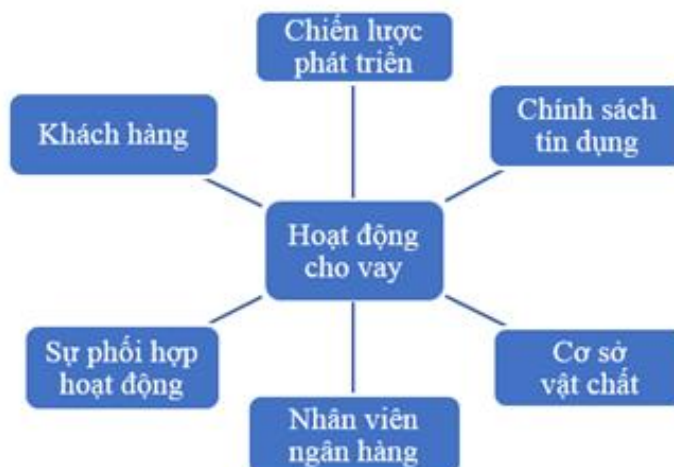 Chiến lược
phát triển
Khách hàng
Chính sách
tín dụng
Hoạt động
cho vay
Sự phối hợp
hoạt động
Cơ sở
vật chất
Nhân viên
ngân hàng